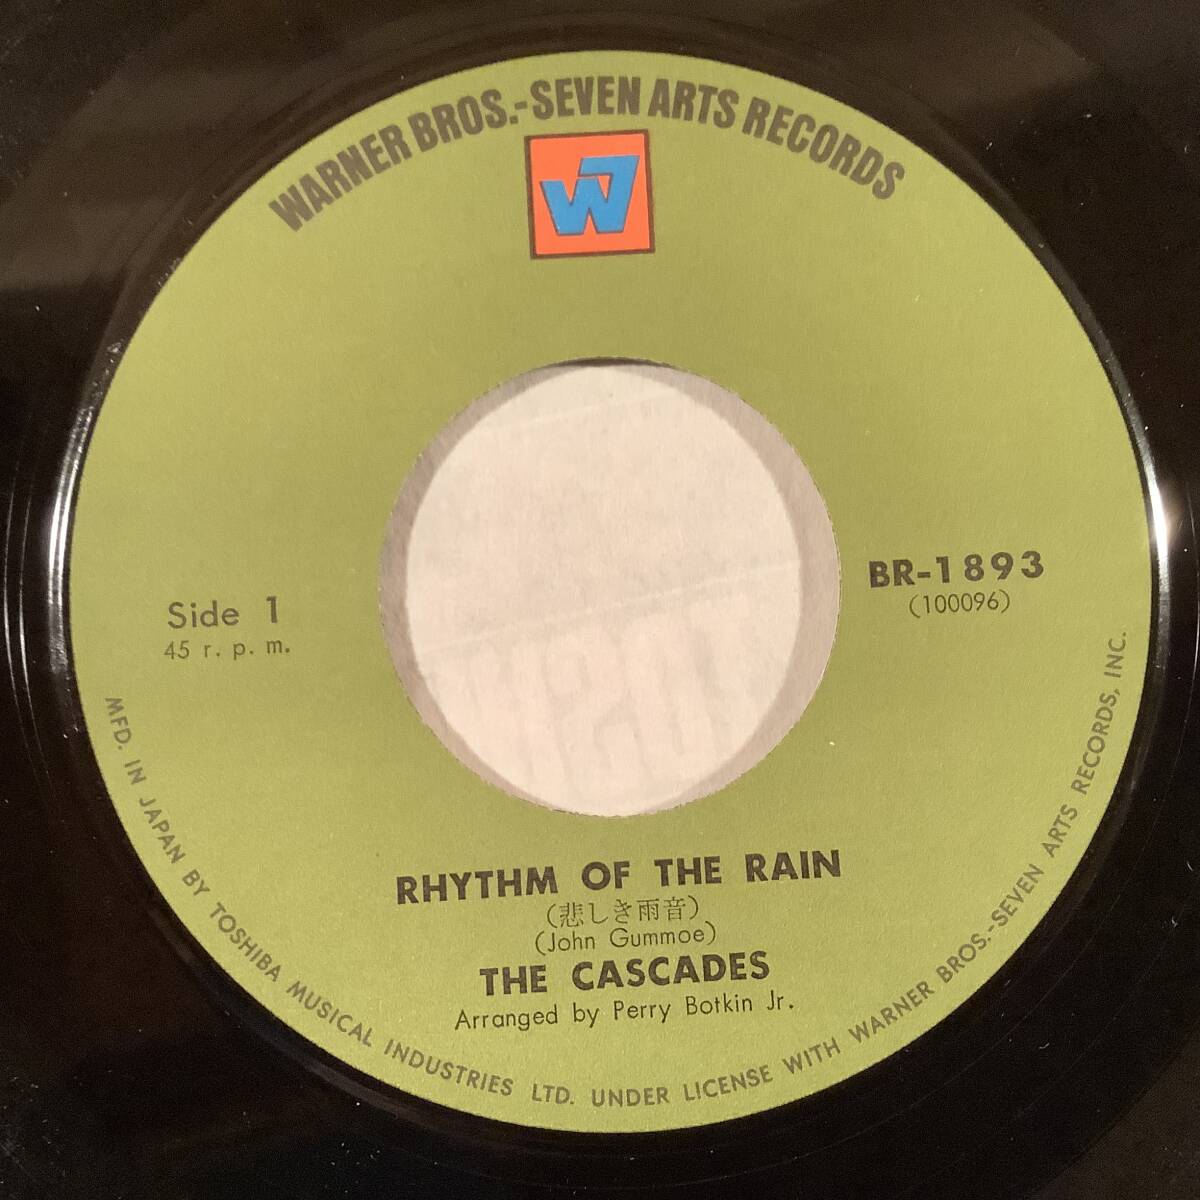 WARNER BROS.-SEVEN ARTS RECORDS
W7
BR-1893
(100096)
Side 1
45 r. p. m.
RHYTHM OF THE RAIN
(悲しき雨音)
(John Gummoe)
THE CASCADES
Arranged by Perry Botkin Jr.
MFD. IN JAPAN BY TOSHIBA MUSICAL INDUSTRIES LTD. UNDER LICENSE WITH WARNER BROS.-SEVEN ARTS RECORDS, INC.